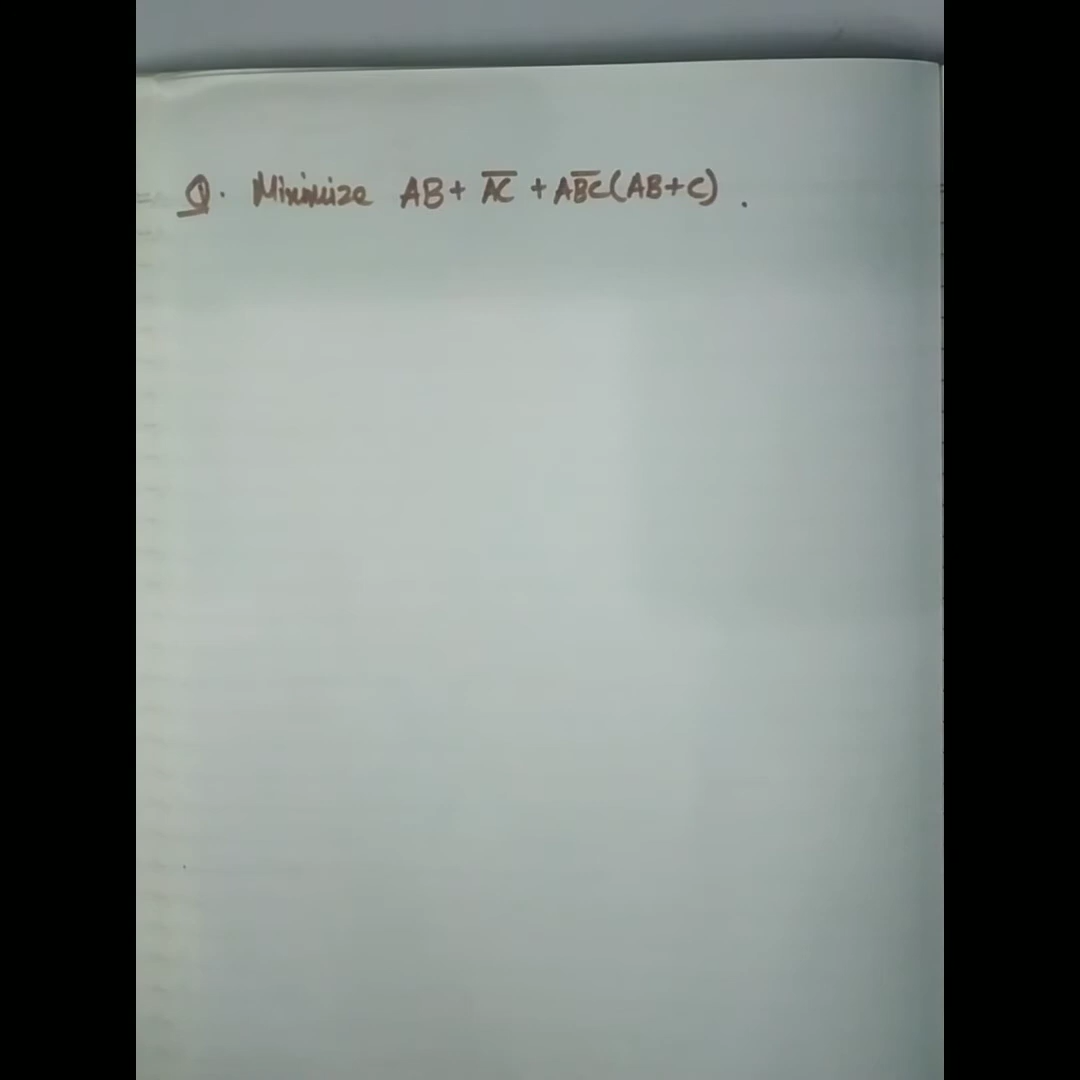 Q. Minimize AB + A̅C̅ + AB̅C(AB+C).